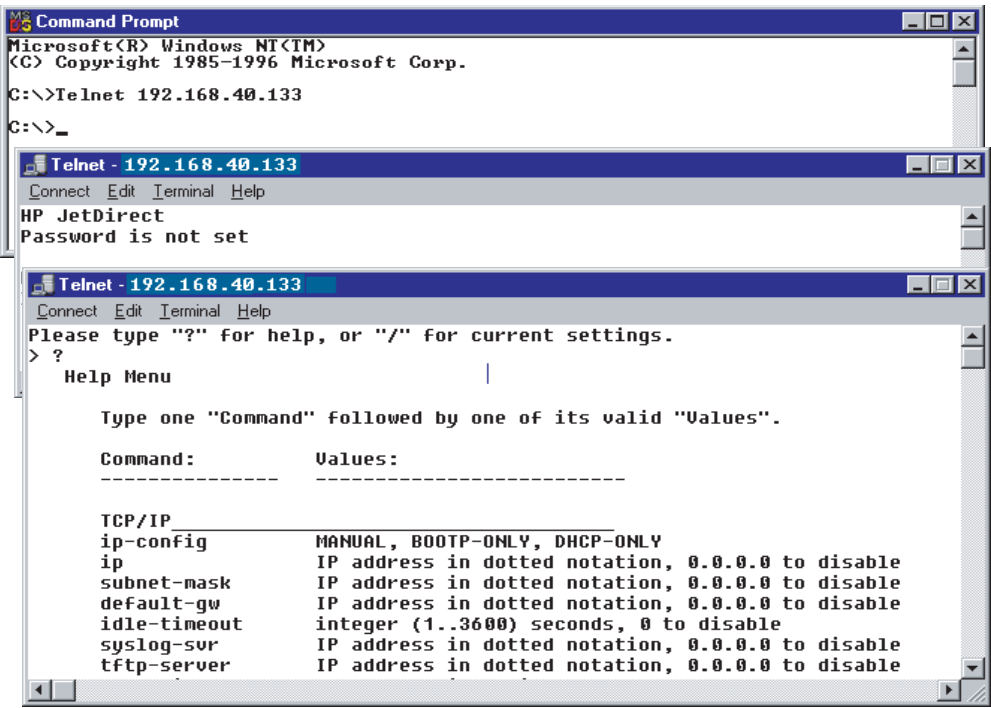 Command Prompt
Microsoft(R) Windows NT(TM)
(C) Copyright 1985-1996 Microsoft Corp.
C:\>Telnet 192.168.40.133
C:\>_
Telnet - 192.168.40.133
Connect Edit Terminal Help
HP JetDirect
Password is not set
Telnet - 192.168.40.133
Connect Edit Terminal Help
Please type "?" for help, or "/" for current settings.
> ?
Help Menu
Type one "Command" followed by one of its valid "Values".
Command: Values:
--------------- --------------------------
TCP/IP_____________________________________
ip-config MANUAL, BOOTP-ONLY, DHCP-ONLY
ip IP address in dotted notation, 0.0.0.0 to disable
subnet-mask IP address in dotted notation, 0.0.0.0 to disable
default-gw IP address in dotted notation, 0.0.0.0 to disable
idle-timeout integer (1..3600) seconds, 0 to disable
syslog-svr IP address in dotted notation, 0.0.0.0 to disable
tftp-server IP address in dotted notation, 0.0.0.0 to disable